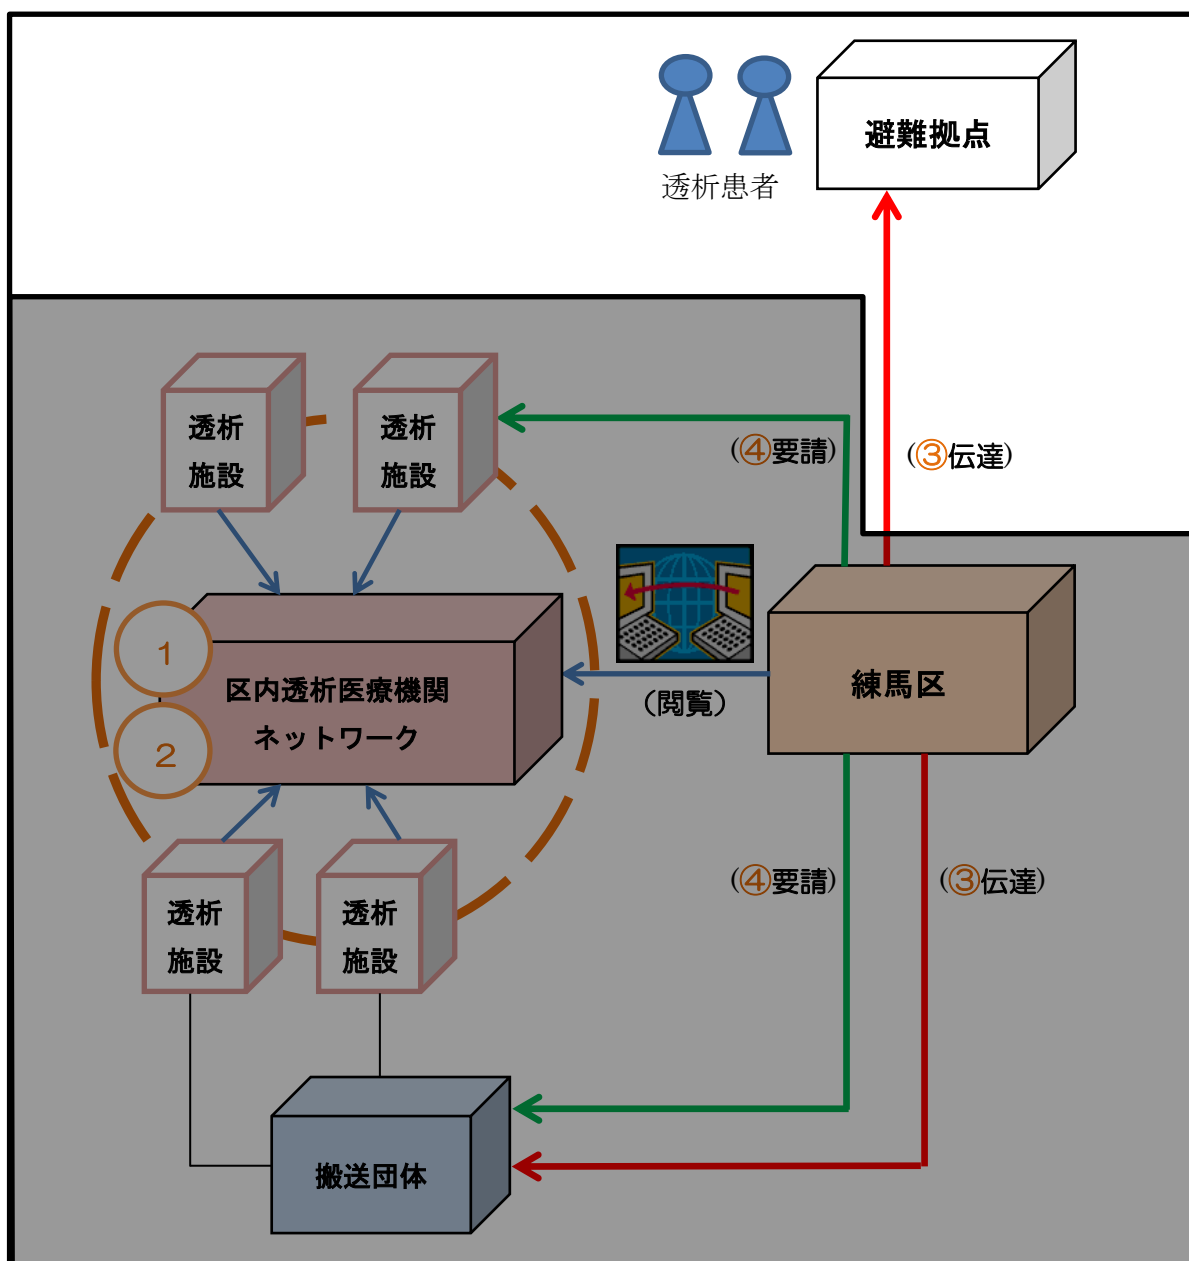 避難拠点
透析患者
透析
施設
透析
施設
(④要請)
(③伝達)
1
2
区内透析医療機関
ネットワーク
(閲覧)
練馬区
透析
施設
透析
施設
(④要請)
(③伝達)
搬送団体